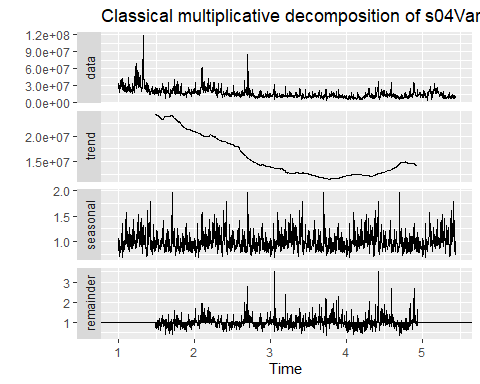 Classical multiplicative decomposition of s04Var
1.2e+08
9.0e+07
6.0e+07
3.0e+07
0.0e+00
data
2.0e+07
1.5e+07
trend
2.0
1.5
1.0
seasonal
3
2
1
remainder
1 2 3 4 5
Time